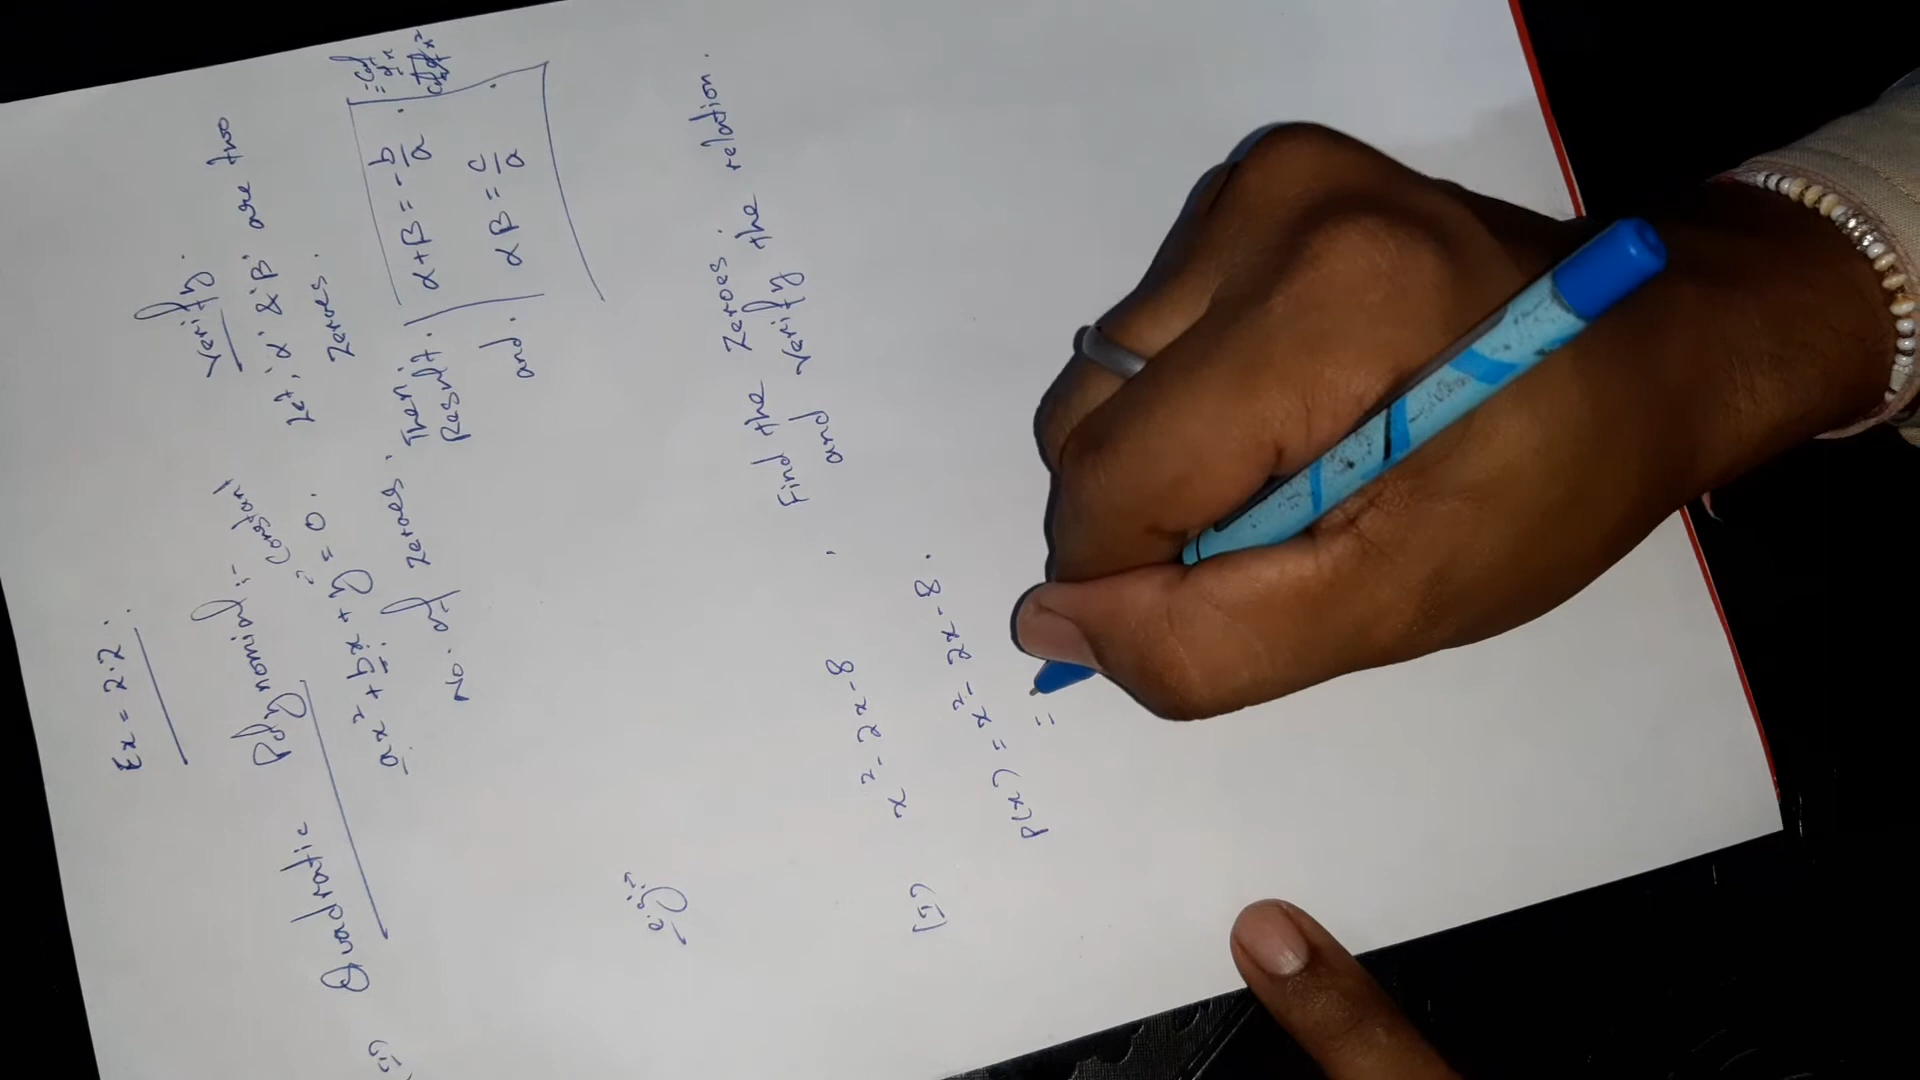 Ex = 2.2.
Quadratic Polynomial :-
Constant
ax² + bx + y = 0.
No. of Zeroes.
Verify.
Let, 'α' & 'β' are two
Zeroes.
Then.
Result.
α+β = -b/a .
and.
αβ = c/a .
e.g.:-
x² - 2x - 8 , Find the Zeroes.
and Verify the relation.
P(x) = x² - 2x - 8.
=